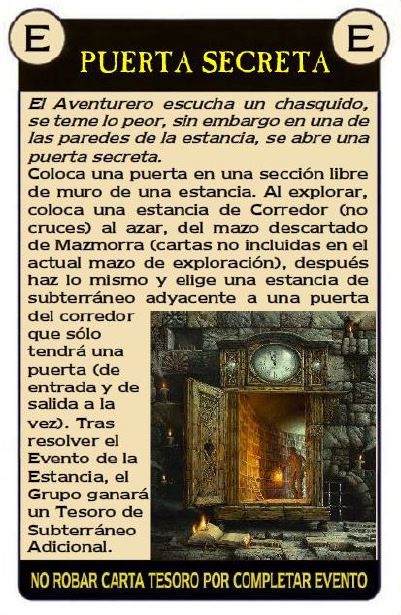 E
E
PUERTA SECRETA
El Aventurero escucha un chasquido,
se teme lo peor, sin embargo en una de
las paredes de la estancia, se abre una
puerta secreta.
Coloca una puerta en una sección libre
de muro de una estancia. Al explorar,
coloca una estancia de Corredor (no
cruces) al azar, del mazo descartado
de Mazmorra (cartas no incluidas en el
actual mazo de exploración), después
haz lo mismo y elige una estancia de
subterráneo adyacente a una puerta
del corredor
que sólo
tendrá una
puerta (de
entrada y de
salida a la
vez). Tras
resolver el
Evento de la
Estancia, el
Grupo ganará
un Tesoro de
Subterráneo
Adicional.
NO ROBAR CARTA TESORO POR COMPLETAR EVENTO